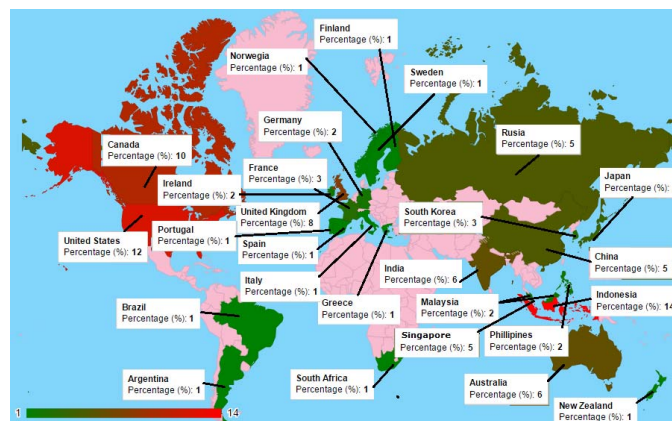 Finland
Percentage (%): 1
Norwegia
Percentage (%): 1
Sweden
Percentage (%): 1
Germany
Percentage (%): 2
Canada
Percentage (%): 10
Rusia
Percentage (%): 5
France
Percentage (%): 3
Ireland
Percentage (%): 2
Japan
Percentage (%):
United Kingdom
Percentage (%): 8
South Korea
Percentage (%): 3
Portugal
Percentage (%): 1
United States
Percentage (%): 12
Spain
Percentage (%): 1
China
Percentage (%): 5
Italy
Percentage (%): 1
India
Percentage (%): 6
Greece
Percentage (%): 1
Malaysia
Percentage (%): 2
Indonesia
Percentage (%): 14
Brazil
Percentage (%): 1
Singapore
Percentage (%): 5
Phillipines
Percentage (%): 2
South Africa
Percentage (%): 1
Argentina
Percentage (%): 1
Australia
Percentage (%): 6
New Zealand
Percentage (%): 1
1
14